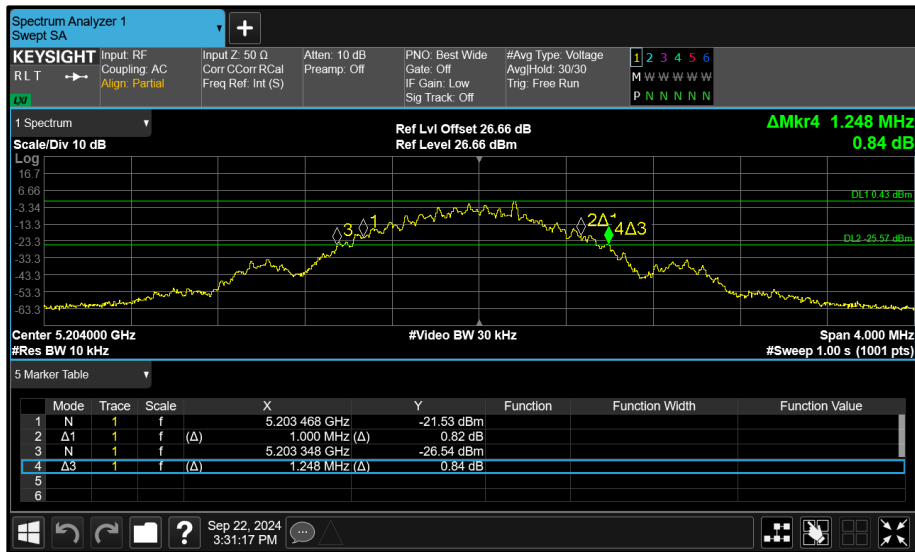 Spectrum Analyzer 1
Swept SA
KEYSIGHT
RLT
LXI
Input: RF
Coupling: AC
Align: Partial
Input Z: 50 Ω
Corr CCorr RCal
Freq Ref: Int (S)
Atten: 10 dB
Preamp: Off
PNO: Best Wide
Gate: Off
IF Gain: Low
Sig Track: Off
#Avg Type: Voltage
Avg|Hold: 30/30
Trig: Free Run
1 2 3 4 5 6
M W W W W W
P N N N N N
1 Spectrum
Scale/Div 10 dB
Ref Lvl Offset 26.66 dB
Ref Level 26.66 dBm
ΔMkr4 1.248 MHz
0.84 dB
Log
16.7
6.66
-3.34
-13.3
-23.3
-33.3
-43.3
-53.3
-63.3
DL1 0.43 dBm
DL2 -25.57 dBm
3
1
2Δ1
4Δ3
Center 5.204000 GHz
#Video BW 30 kHz
Span 4.000 MHz
#Res BW 10 kHz
#Sweep 1.00 s (1001 pts)
5 Marker Table
Mode Trace Scale X Y Function Function Width Function Value
1 N 1 f 5.203 468 GHz -21.53 dBm
2 Δ1 1 f (Δ) 1.000 MHz (Δ) 0.82 dB
3 N 1 f 5.203 348 GHz -26.54 dBm
4 Δ3 1 f (Δ) 1.248 MHz (Δ) 0.84 dB
5
6
Sep 22, 2024
3:31:17 PM